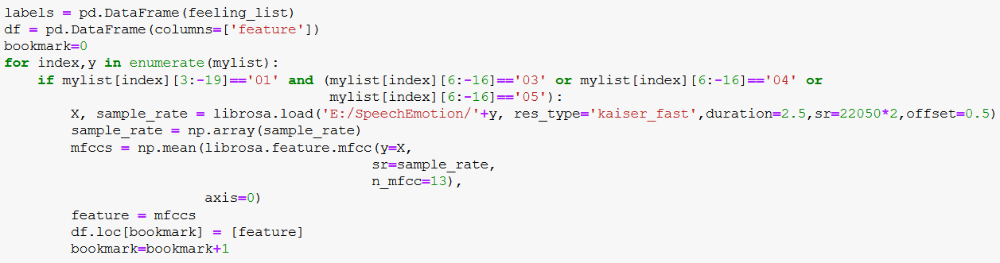 labels = pd.DataFrame(feeling_list)
df = pd.DataFrame(columns=['feature'])
bookmark=0
for index,y in enumerate(mylist):
    if mylist[index][3:-19]=='01' and (mylist[index][6:-16]=='03' or mylist[index][6:-16]=='04' or
                                       mylist[index][6:-16]=='05'):
        X, sample_rate = librosa.load('E:/SpeechEmotion/'+y, res_type='kaiser_fast',duration=2.5,sr=22050*2,offset=0.5)
        sample_rate = np.array(sample_rate)
        mfccs = np.mean(librosa.feature.mfcc(y=X,
                                            sr=sample_rate,
                                            n_mfcc=13),
                        axis=0)
        feature = mfccs
        df.loc[bookmark] = [feature]
        bookmark=bookmark+1